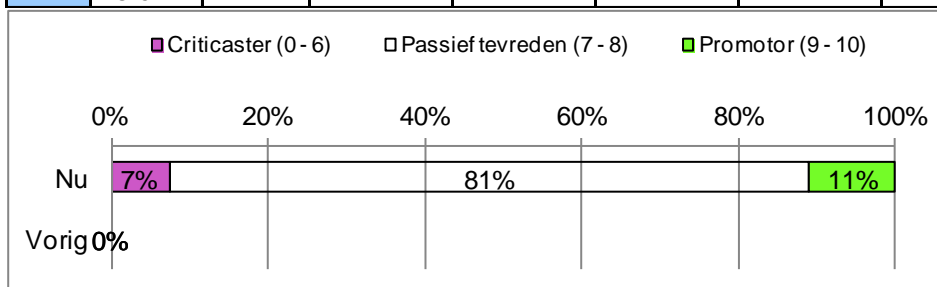 Criticaster (0 - 6) Passief tevreden (7 - 8) Promotor (9 - 10)
0% 20% 40% 60% 80% 100%
Nu 7% 81% 11%
Vorig 0%